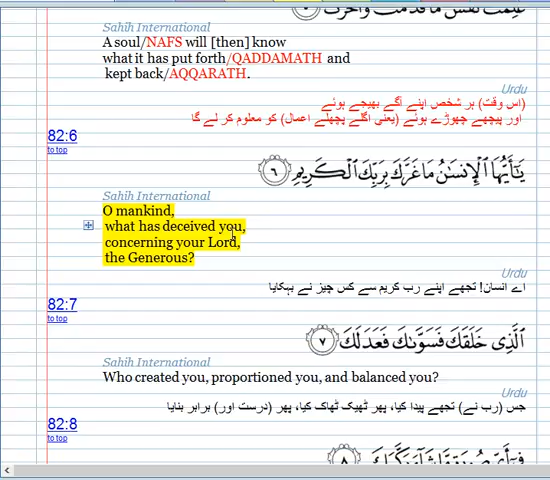 Sahih International
A soul/NAFS will [then] know
what it has put forth/QADDAMATH and
kept back/AQQARATH.
Urdu
(اس وقت) ہر شخص اپنے آگے بھیجے ہوئے
اور پیچھے چھوڑے ہوئے (یعنی اگلے پچھلے اعمال) کو معلوم کر لے گا
82:6
to top
يَـٰٓأَيُّهَا ٱلْإِنسَـٰنُ مَا غَرَّكَ بِرَبِّكَ ٱلْكَرِيمِ ٦
Sahih International
O mankind,
what has deceived you,
concerning your Lord,
the Generous?
Urdu
اے انسان! تجھے اپنے رب کریم سے کس چیز نے بہکایا
82:7
to top
ٱلَّذِى خَلَقَكَ فَسَوَّىٰكَ فَعَدَلَكَ ٧
Sahih International
Who created you, proportioned you, and balanced you?
Urdu
جس (رب نے) تجھے پیدا کیا، پھر ٹھیک ٹھاک کیا، پھر (درست اور) برابر بنایا
82:8
to top